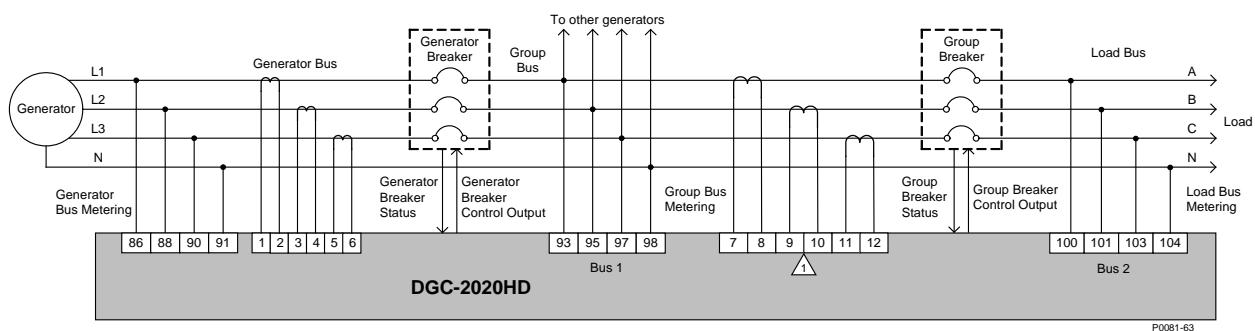 To other generators
Generator
Breaker
Group
Breaker
Generator Bus
Group
Bus
Load Bus
L1
A
Generator
L2
B
L3
C
Load
N
N
Generator
Bus Metering
Generator
Breaker
Status
Generator
Breaker
Control Output
Group Bus
Metering
Group
Breaker
Status
Group Breaker
Control Output
Load Bus
Metering
86 88 90 91 1 2 3 4 5 6 93 95 97 98 7 8 9 10 11 12 100 101 103 104
Bus 1
1
Bus 2
DGC-2020HD
P0081-63